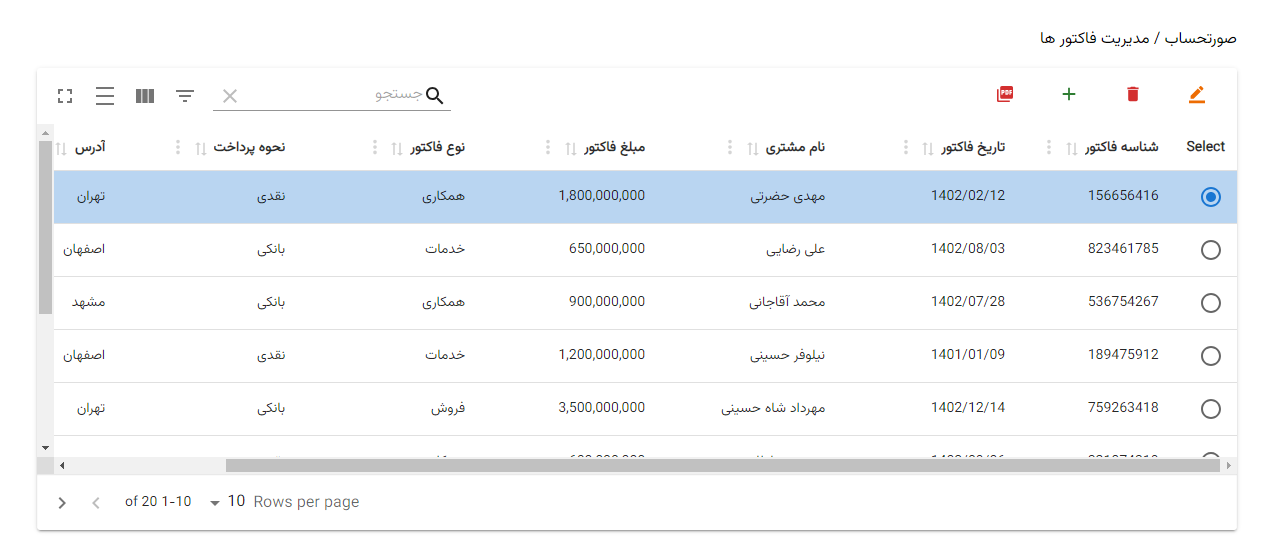 صورتحساب / مدیریت فاکتور ها
PDF
جستجو
Select شناسه فاکتور تاریخ فاکتور نام مشتری مبلغ فاکتور نوع فاکتور نحوه پرداخت آدرس
156656416 1402/02/12 مهدی حضرتی 1,800,000,000 همکاری نقدی تهران
823461785 1402/08/03 علی رضایی 650,000,000 خدمات بانکی اصفهان
536754267 1402/07/28 محمد آقاجانی 900,000,000 همکاری بانکی مشهد
189475912 1401/01/09 نیلوفر حسینی 1,200,000,000 خدمات نقدی اصفهان
759263418 1402/12/14 مهرداد شاه حسینی 3,500,000,000 فروش بانکی تهران
Rows per page 10 of 20 1-10